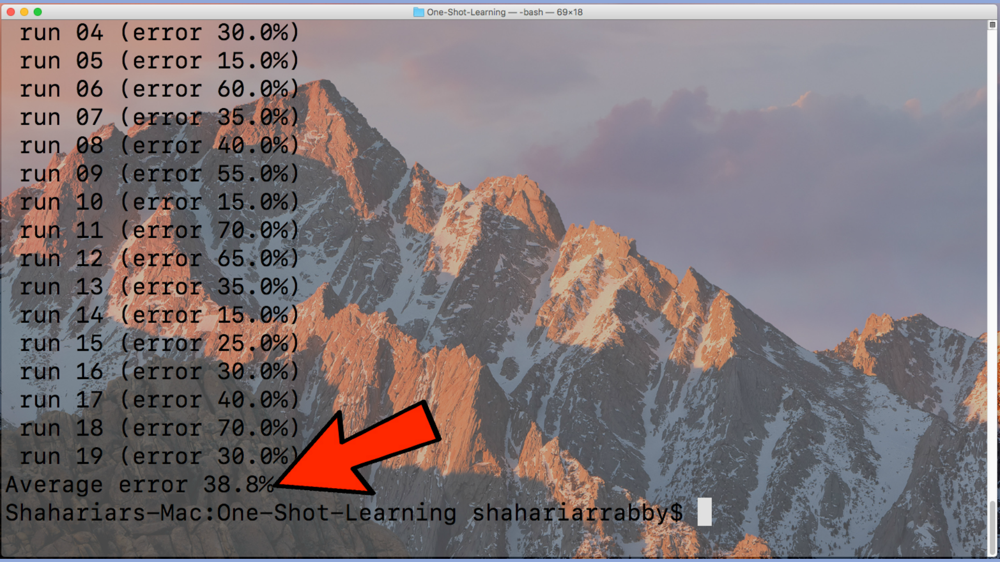 One-Shot-Learning — -bash — 69×18
run 04 (error 30.0%)
run 05 (error 15.0%)
run 06 (error 60.0%)
run 07 (error 35.0%)
run 08 (error 40.0%)
run 09 (error 55.0%)
run 10 (error 15.0%)
run 11 (error 70.0%)
run 12 (error 65.0%)
run 13 (error 35.0%)
run 14 (error 15.0%)
run 15 (error 25.0%)
run 16 (error 30.0%)
run 17 (error 40.0%)
run 18 (error 70.0%)
run 19 (error 30.0%)
Average error 38.8%
Shahariars-Mac:One-Shot-Learning shahariarrabby$